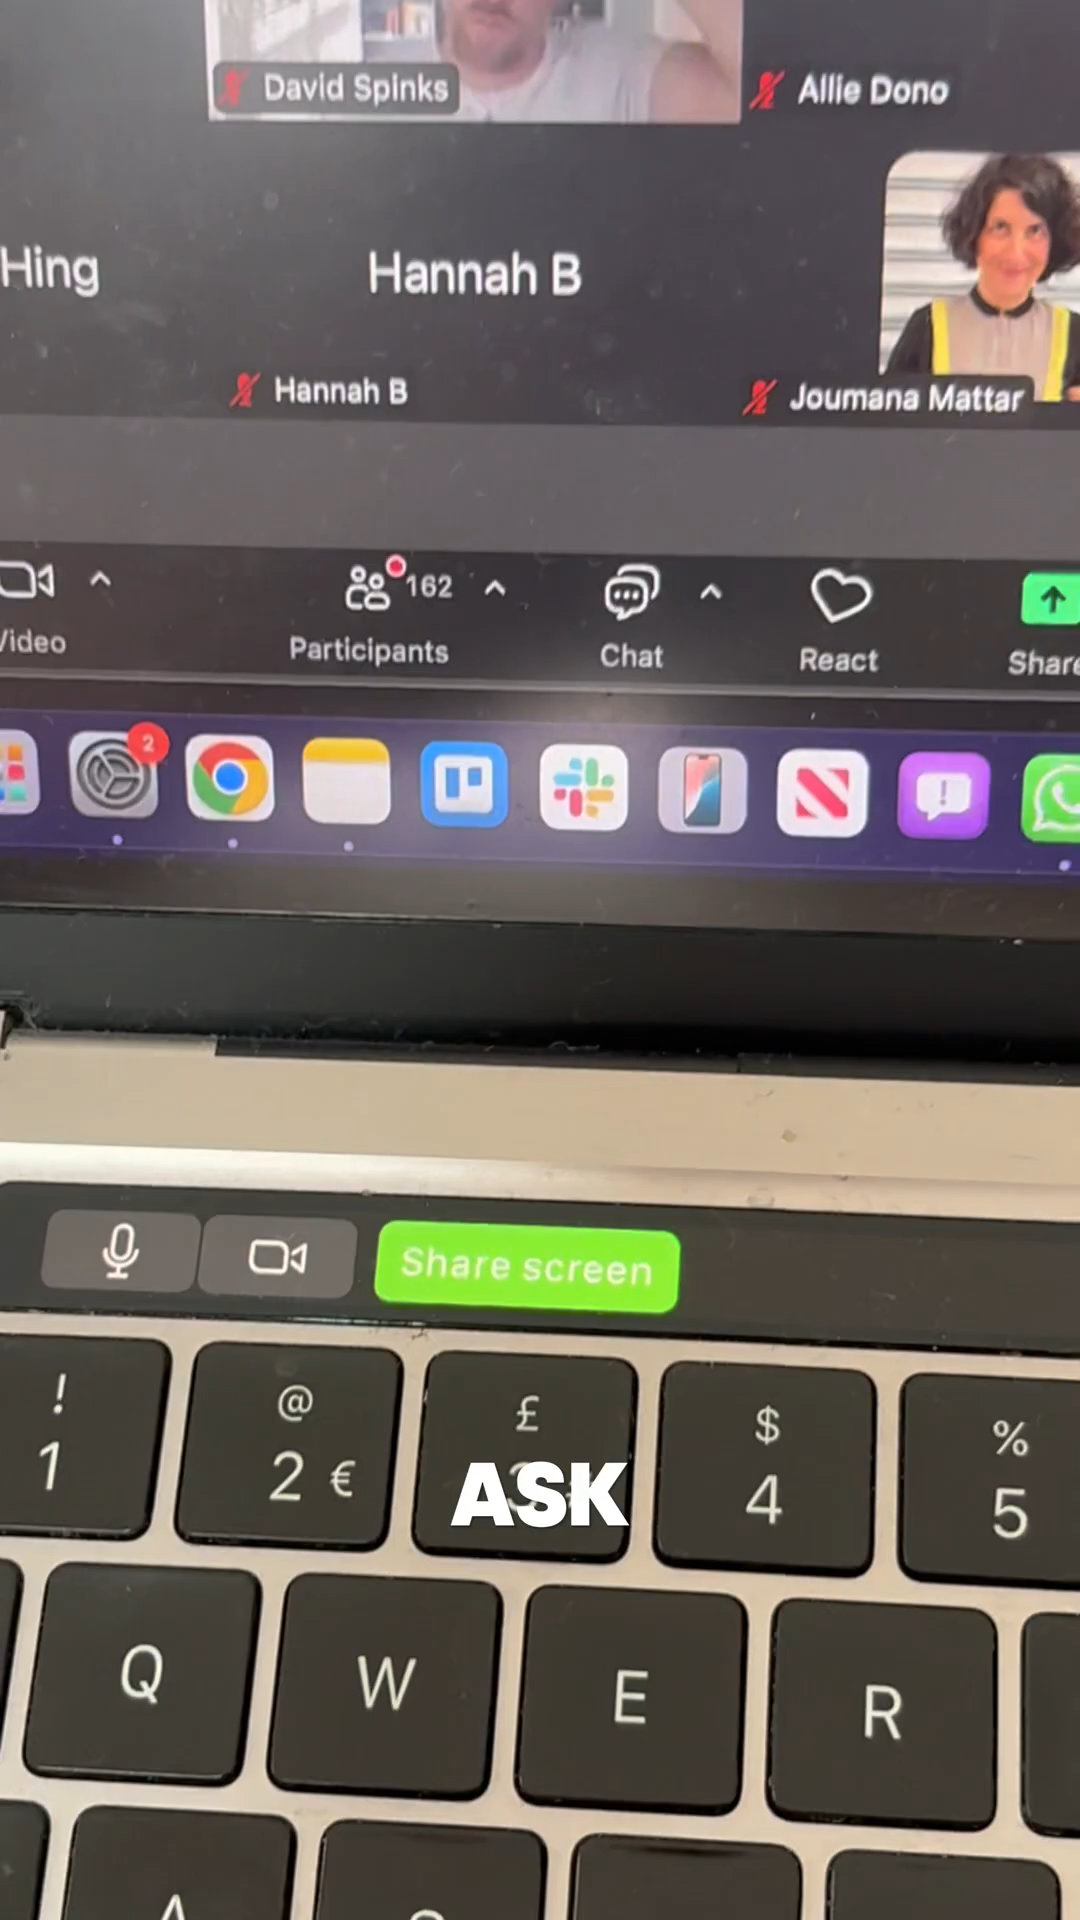 David Spinks
Allie Dono
Hing
Hannah B
Hannah B
Joumana Mattar
162
Video
Participants
Chat
React
Share
2
Share screen
!
1
@
2 €
£
3
$
4
%
5
ASK
Q
W
E
R
A